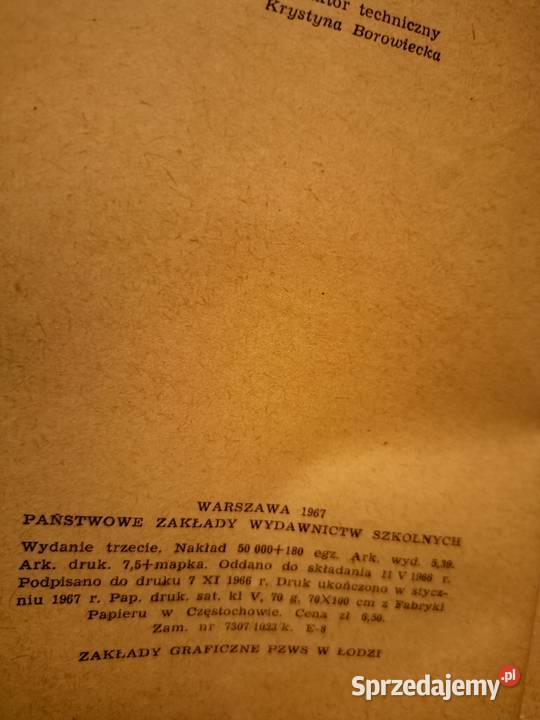 ktor techniczny
Krystyna Borowiecka
WARSZAWA 1967
PAŃSTWOWE ZAKŁADY WYDAWNICTW SZKOLNYCH
Wydanie trzecie. Nakład 50 000+180 egz. Ark. wyd. 5,39.
Ark. druk. 7,5+mapka. Oddano do składania 11 V 1966 r.
Podpisano do druku 7 XI 1966 r. Druk ukończono w stycz-
niu 1967 r. Pap. druk. sat. kl V, 70 g, 70X100 cm z Fabryki
Papieru w Częstochowie. Cena zł 6,50.
Zam. nr 7307/1023/k. E-8
ZAKŁADY GRAFICZNE PZWS W ŁODZI
Sprzedajemy.pl